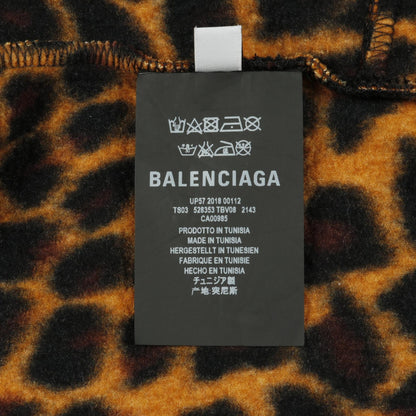 BALENCIAGA
UP57 2018 00112
TS03 528353 TBV08 2143
CA00985
PRODOTTO IN TUNISIA
MADE IN TUNISIA
HERGESTELLT IN TUNESIEN
FABRIQUE EN TUNISIE
HECHO EN TUNISIA
チュニジア製
产地:突尼斯